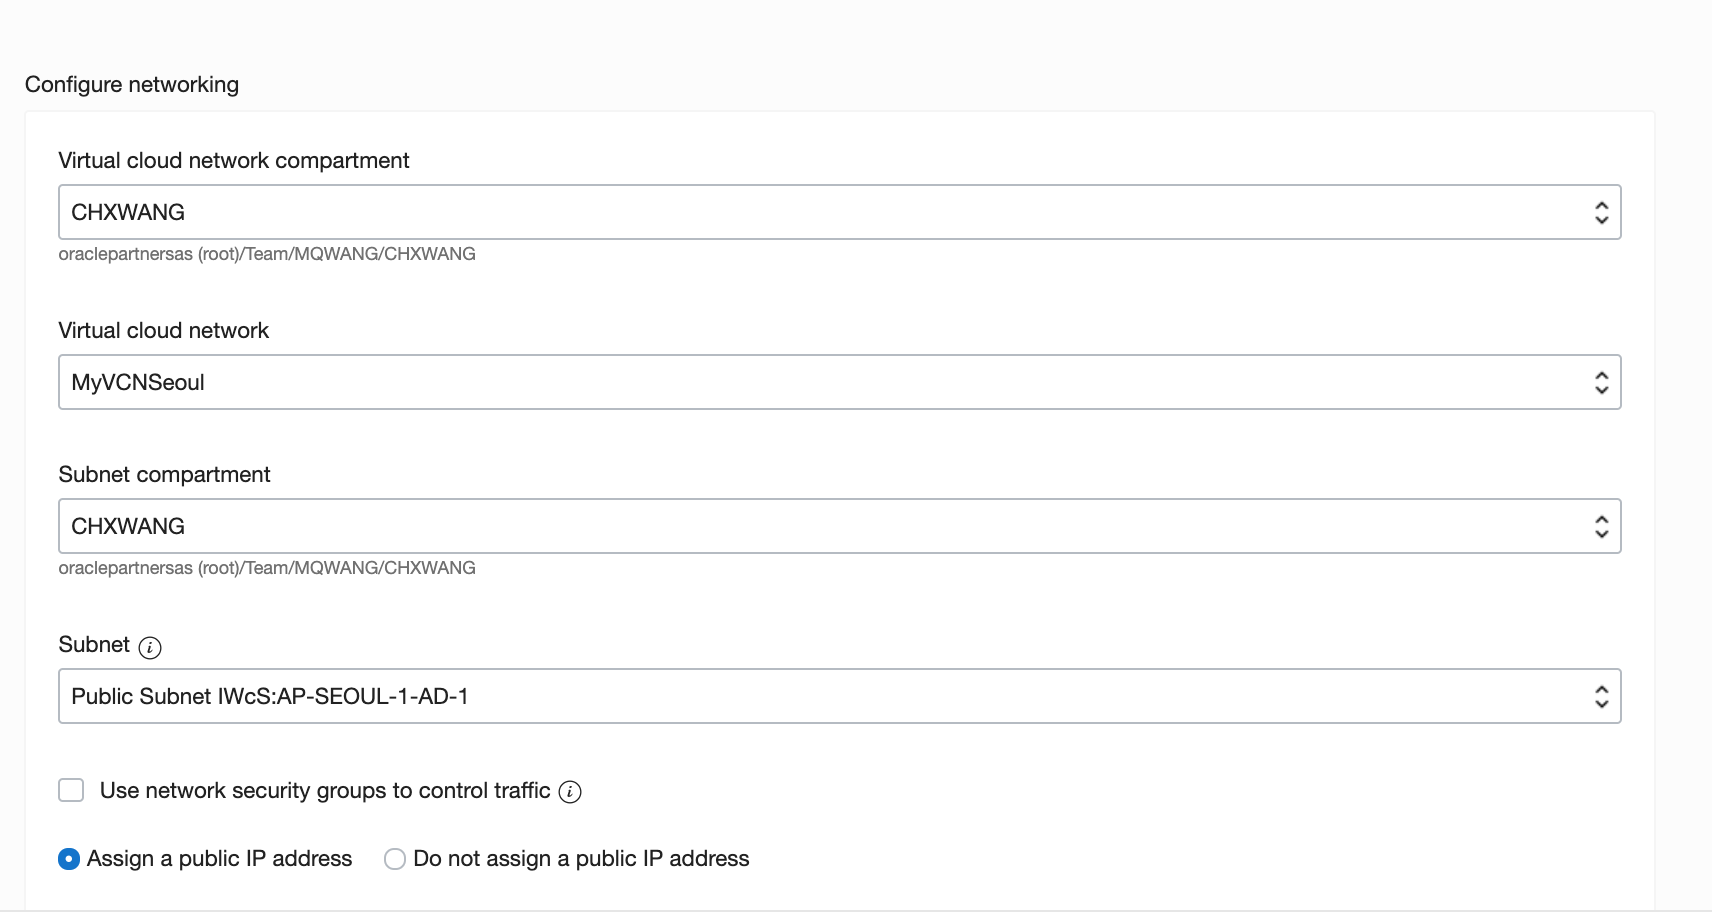 Configure networking
Virtual cloud network compartment
CHXWANG
oraclepartnersas (root)/Team/MQWANG/CHXWANG
Virtual cloud network
MyVCNSeoul
Subnet compartment
CHXWANG
oraclepartnersas (root)/Team/MQWANG/CHXWANG
Subnet i
Public Subnet IWcS:AP-SEOUL-1-AD-1
Use network security groups to control traffic i
Assign a public IP address Do not assign a public IP address